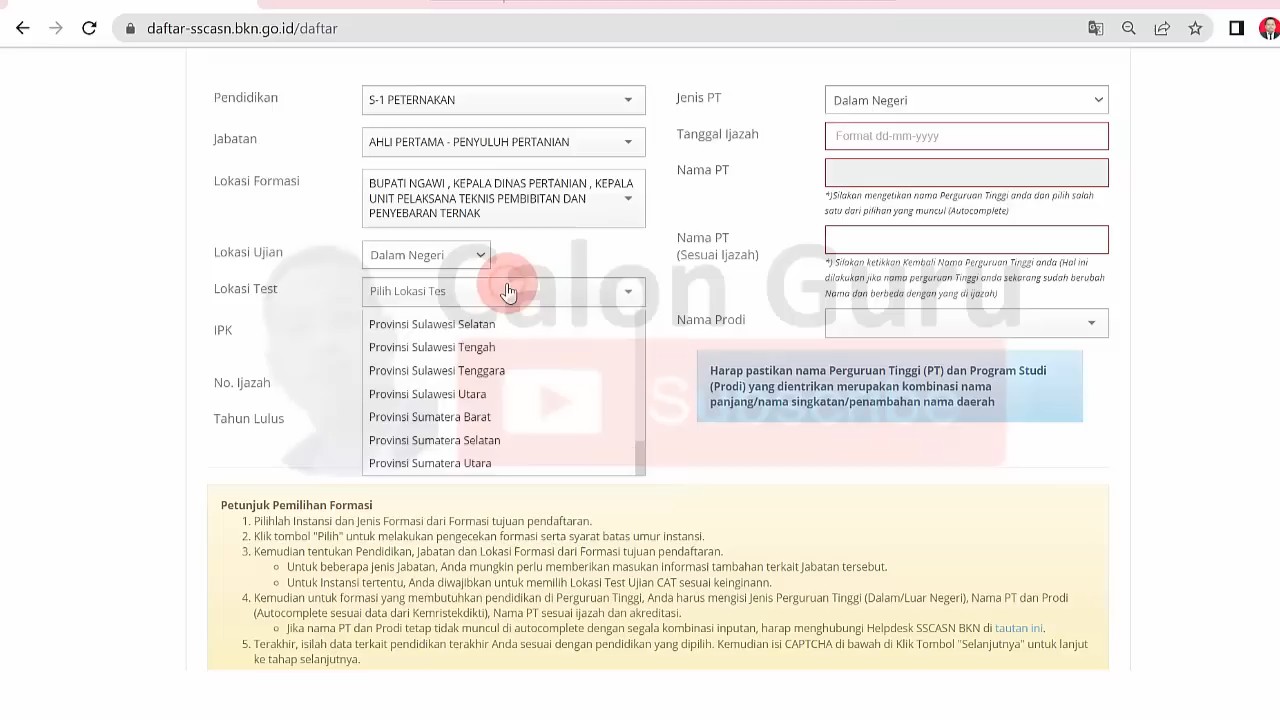 daftar-sscasn.bkn.go.id/daftar
Pendidikan
S-1 PETERNAKAN
Jabatan
AHLI PERTAMA - PENYULUH PERTANIAN
Lokasi Formasi
BUPATI NGAWI , KEPALA DINAS PERTANIAN , KEPALA
UNIT PELAKSANA TEKNIS PEMBIBITAN DAN
PENYEBARAN TERNAK
Lokasi Ujian
Dalam Negeri
Lokasi Test
Pilih Lokasi Tes
Provinsi Sulawesi Selatan
Provinsi Sulawesi Tengah
Provinsi Sulawesi Tenggara
Provinsi Sulawesi Utara
Provinsi Sumatera Barat
Provinsi Sumatera Selatan
Provinsi Sumatera Utara
IPK
No. Ijazah
Tahun Lulus
Jenis PT
Dalam Negeri
Tanggal Ijazah
Format dd-mm-yyyy
Nama PT
*)Silakan mengetikan nama Perguruan Tinggi anda dan pilih salah
satu dari pilihan yang muncul (Autocomplete)
Nama PT
(Sesuai Ijazah)
*) Silakan ketikkan Kembali Nama Perguruan Tinggi anda (Hal ini
dilakukan jika nama perguruan Tinggi anda sekarang sudah berubah
Nama dan berbeda dengan yang di ijazah)
Nama Prodi
Harap pastikan nama Perguruan Tinggi (PT) dan Program Studi
(Prodi) yang dientrikan merupakan kombinasi nama
panjang/nama singkatan/penambahan nama daerah
Calon Guru
Subscribe
Petunjuk Pemilihan Formasi
1. Pilihlah Instansi dan Jenis Formasi dari Formasi tujuan pendaftaran.
2. Klik tombol "Pilih" untuk melakukan pengecekan formasi serta syarat batas umur instansi.
3. Kemudian tentukan Pendidikan, Jabatan dan Lokasi Formasi dari Formasi tujuan pendaftaran.
Untuk beberapa jenis Jabatan, Anda mungkin perlu memberikan masukan informasi tambahan terkait Jabatan tersebut.
Untuk Instansi tertentu, Anda diwajibkan untuk memilih Lokasi Test Ujian CAT sesuai keinginann.
4. Kemudian untuk formasi yang membutuhkan pendidikan di Perguruan Tinggi, Anda harus mengisi Jenis Perguruan Tinggi (Dalam/Luar Negeri), Nama PT dan Prodi
(Autocomplete sesuai data dari Kemristekdikti), Nama PT sesuai ijazah dan akreditasi.
Jika nama PT dan Prodi tetap tidak muncul di autocomplete dengan segala kombinasi inputan, harap menghubungi Helpdesk SSCASN BKN di tautan ini.
5. Terakhir, isilah data terkait pendidikan terakhir Anda sesuai dengan pendidikan yang dipilih. Kemudian isi CAPTCHA di bawah di Klik Tombol "Selanjutnya" untuk lanjut
ke tahap selanjutnya.